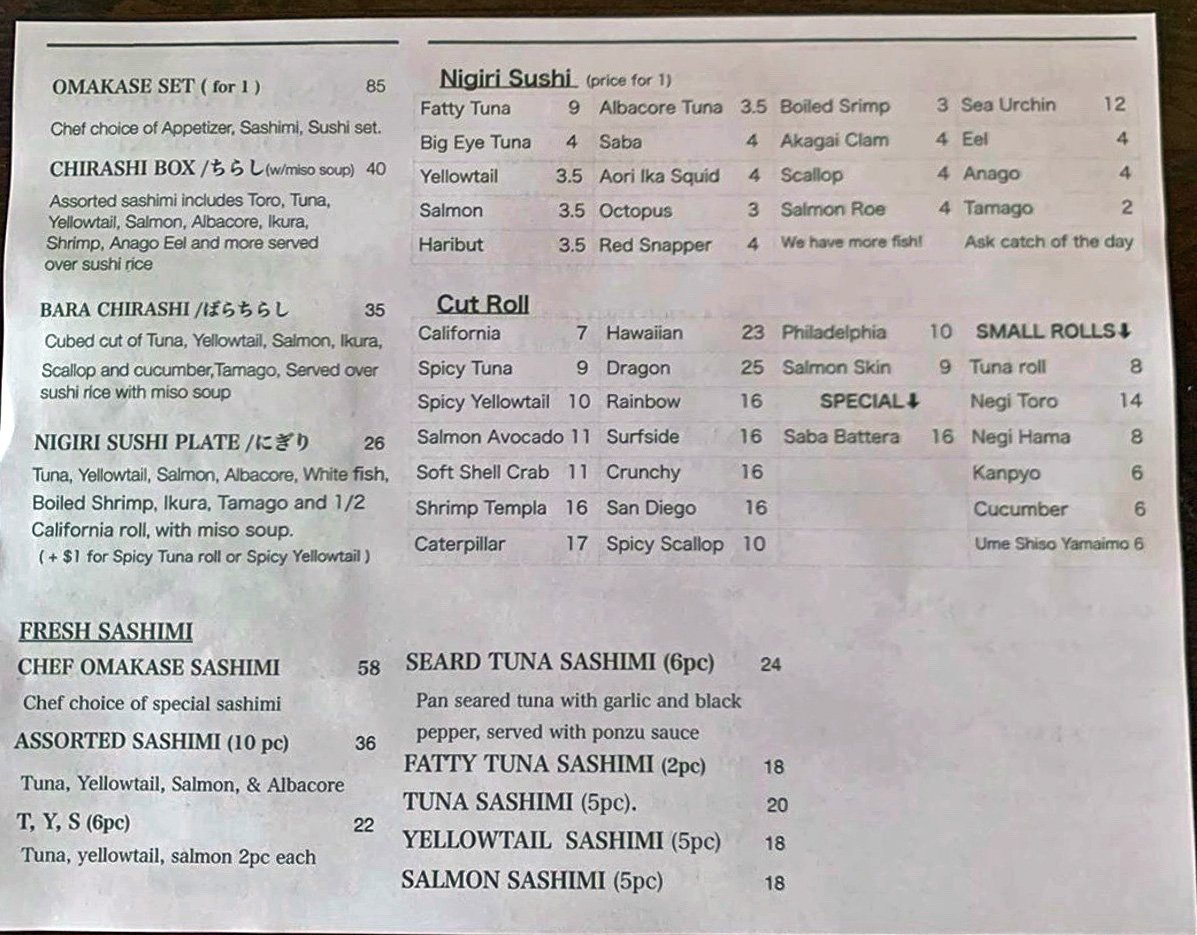 OMAKASE SET ( for 1 ) 85
Chef choice of Appetizer, Sashimi, Sushi set.
CHIRASHI BOX /ちらし(w/miso soup) 40
Assorted sashimi includes Toro, Tuna,
Yellowtail, Salmon, Albacore, Ikura,
Shrimp, Anago Eel and more served
over sushi rice
BARA CHIRASHI /ばらちらし 35
Cubed cut of Tuna, Yellowtail, Salmon, Ikura,
Scallop and cucumber,Tamago, Served over
sushi rice with miso soup
NIGIRI SUSHI PLATE /にぎり 26
Tuna, Yellowtail, Salmon, Albacore, White fish,
Boiled Shrimp, Ikura, Tamago and 1/2
California roll, with miso soup.
( + $1 for Spicy Tuna roll or Spicy Yellowtail )
Nigiri Sushi (price for 1)
Fatty Tuna 9 Albacore Tuna 3.5 Boiled Srimp 3 Sea Urchin 12
Big Eye Tuna 4 Saba 4 Akagai Clam 4 Eel 4
Yellowtail 3.5 Aori Ika Squid 4 Scallop 4 Anago 4
Salmon 3.5 Octopus 3 Salmon Roe 4 Tamago 2
Haribut 3.5 Red Snapper 4 We have more fish! Ask catch of the day
Cut Roll
California 7 Hawaiian 23 Philadelphia 10 SMALL ROLLS⬇
Spicy Tuna 9 Dragon 25 Salmon Skin 9 Tuna roll 8
Spicy Yellowtail 10 Rainbow 16 SPECIAL⬇ Negi Toro 14
Salmon Avocado 11 Surfside 16 Saba Battera 16 Negi Hama 8
Soft Shell Crab 11 Crunchy 16 Kanpyo 6
Shrimp Templa 16 San Diego 16 Cucumber 6
Caterpillar 17 Spicy Scallop 10 Ume Shiso Yamaimo 6
FRESH SASHIMI
CHEF OMAKASE SASHIMI 58
Chef choice of special sashimi
ASSORTED SASHIMI (10 pc) 36
Tuna, Yellowtail, Salmon, & Albacore
T, Y, S (6pc) 22
Tuna, yellowtail, salmon 2pc each
SEARD TUNA SASHIMI (6pc) 24
Pan seared tuna with garlic and black
pepper, served with ponzu sauce
FATTY TUNA SASHIMI (2pc) 18
TUNA SASHIMI (5pc). 20
YELLOWTAIL SASHIMI (5pc) 18
SALMON SASHIMI (5pc) 18